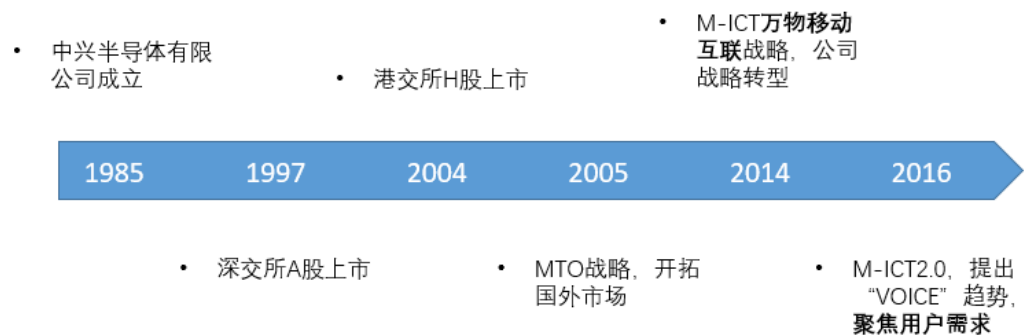 • M-ICT万物移动
互联战略，公司
战略转型
• 中兴半导体有限
公司成立
• 港交所H股上市
1985 1997 2004 2005 2014 2016
• 深交所A股上市
• MTO战略，开拓
国外市场
• M-ICT2.0，提出
“VOICE” 趋势，
聚焦用户需求